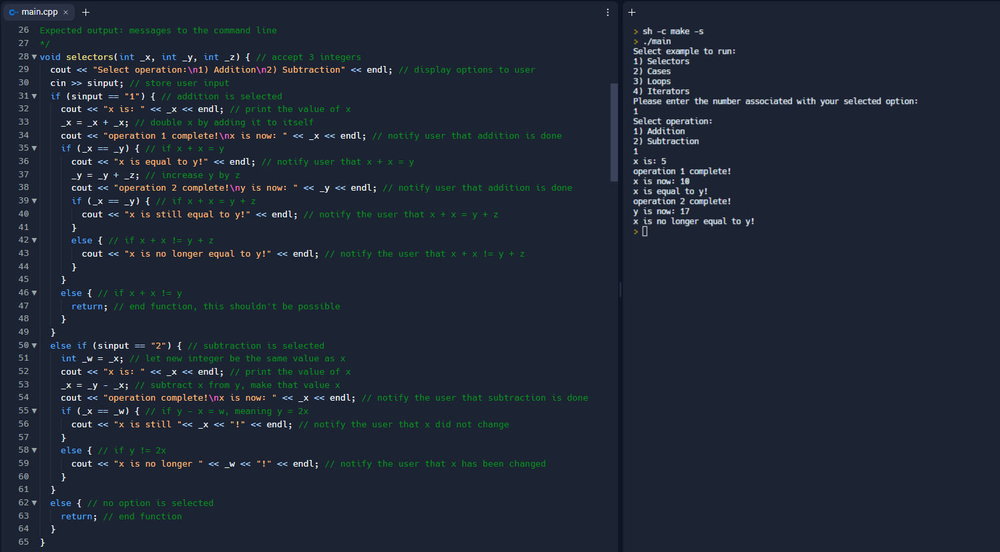 main.cpp × +
26 Expected output: messages to the command line
27 */
28 void selectors(int _x, int _y, int _z) { // accept 3 integers
29 cout << "Select operation:\n1) Addition\n2) Subtraction" << endl; // display options to user
30 cin >> sinput; // store user input
31 if (sinput == "1") { // addition is selected
32 cout << "x is: " << _x << endl; // print the value of x
33 _x = _x + _x; // double x by adding it to itself
34 cout << "operation 1 complete!\nx is now: " << _x << endl; // notify user that addition is done
35 if (_x == _y) { // if x + x = y
36 cout << "x is equal to y!" << endl; // notify user that x + x = y
37 _y = _y + _z; // increase y by z
38 cout << "operation 2 complete!\ny is now: " << _y << endl; // notify user that addition is done
39 if (_x == _y) { // if x + x = y + z
40 cout << "x is still equal to y!" << endl; // notify the user that x + x = y + z
41 }
42 else { // if x + x != y + z
43 cout << "x is no longer equal to y!" << endl; // notify the user that x + x != y + z
44 }
45 }
46 else { // if x + x != y
47 return; // end function, this shouldn't be possible
48 }
49 }
50 else if (sinput == "2") { // subtraction is selected
51 int _w = _x; // let new integer be the same value as x
52 cout << "x is: " << _x << endl; // print the value of x
53 _x = _y - _x; // subtract x from y, make that value x
54 cout << "operation complete!\nx is now: " << _x << endl; // notify the user that subtraction is done
55 if (_x == _w) { // if y - x = w, meaning y = 2x
56 cout << "x is still "<< _x << "!" << endl; // notify the user that x did not change
57 }
58 else { // if y != 2x
59 cout << "x is no longer " << _w << "!" << endl; // notify the user that x has been changed
60 }
61 }
62 else { // no option is selected
63 return; // end function
64 }
65 }
+
> sh -c make -s
> ./main
Select example to run:
1) Selectors
2) Cases
3) Loops
4) Iterators
Please enter the number associated with your selected option:
1
Select operation:
1) Addition
2) Subtraction
1
x is: 5
operation 1 complete!
x is now: 10
x is equal to y!
operation 2 complete!
y is now: 17
x is no longer equal to y!
>